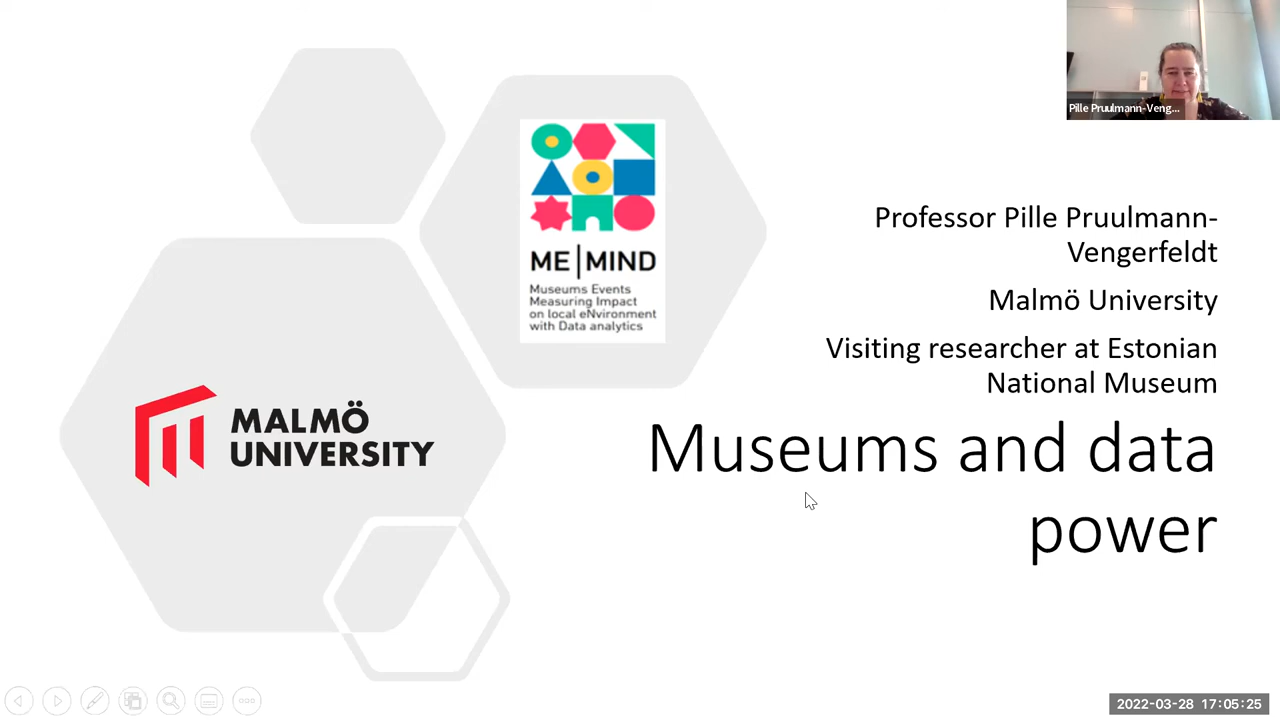 Pille Pruulmann-Veng...
ME|MIND
Museums Events
Measuring Impact
on local eNvironment
with Data analytics
Professor Pille Pruulmann-
Vengerfeldt
Malmö University
Visiting researcher at Estonian
National Museum
MALMÖ
UNIVERSITY
Museums and data
power
2022-03-28 17:05:25